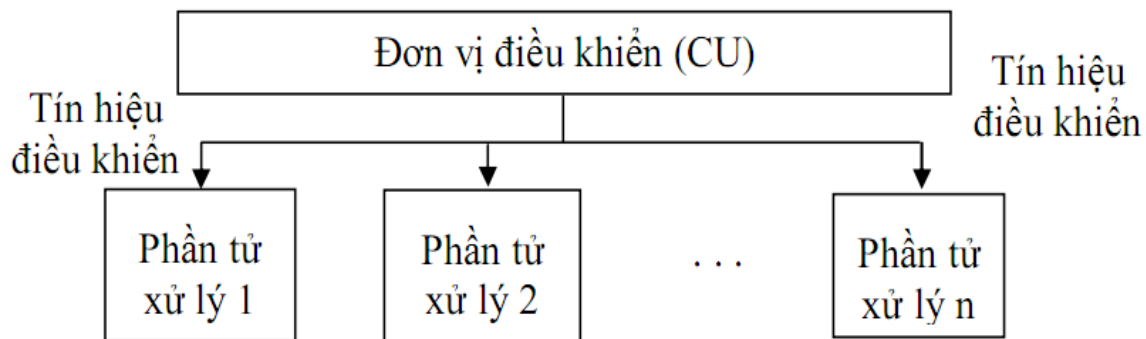 Đơn vị điều khiển (CU)
Tín hiệu
điều khiển
Tín hiệu
điều khiển
Phần tử
xử lý 1
Phần tử
xử lý 2
. . .
Phần tử
xử lý n